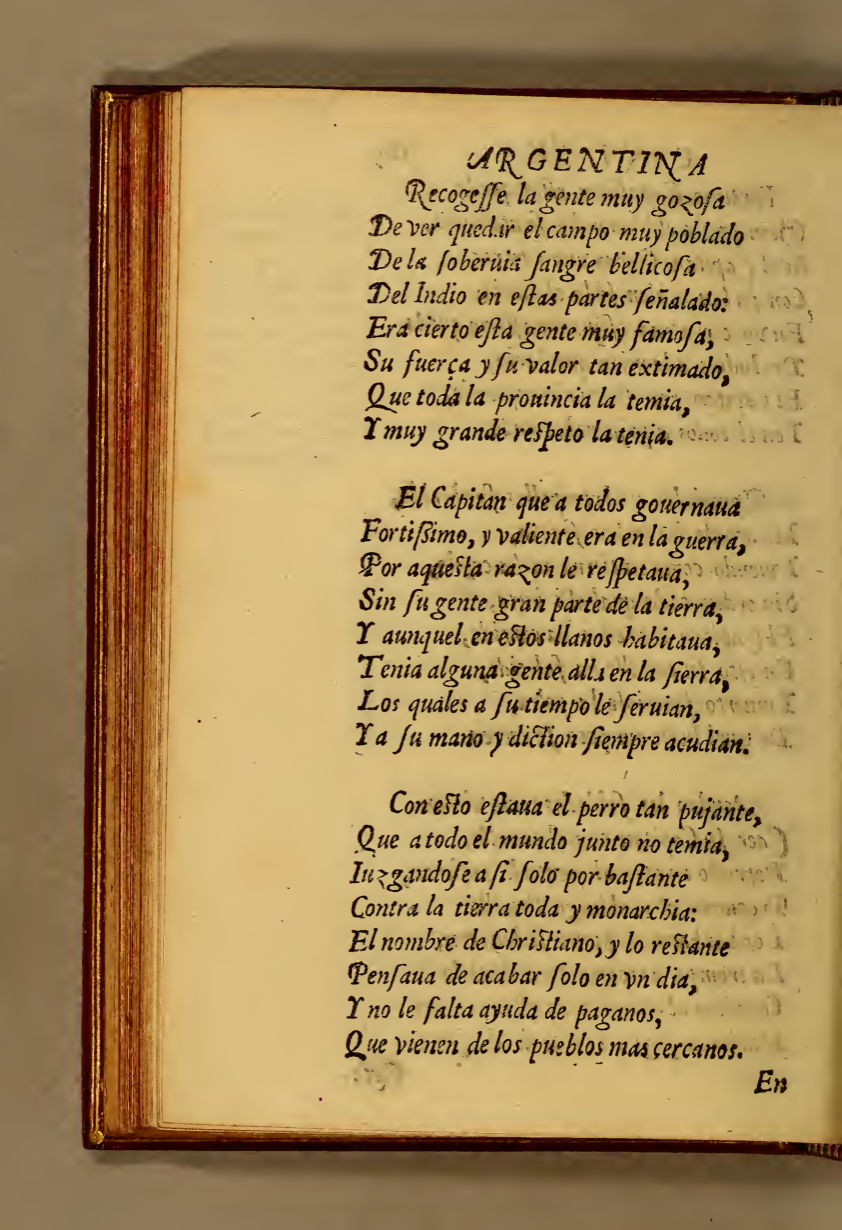 ARGENTINA
Recogeſſe la gente muy gozoſa
De ver quedar el campo muy poblado
De la ſoberuia ſangre bellicoſa
Del Indio en eſtas partes ſeñalado:
Era cierto eſta gente muy famoſa,
Su fuerça y ſu valor tan extimado,
Que toda la prouincia la temia,
Y muy grande reſpeto la tenia.
El Capitan que a todos gouernaua
Fortiſsimo, y valiente era en la guerra,
Por aqueſta razon le reſpetaua,
Sin ſu gente gran parte de la tierra,
Y aunquel en eſtos llanos habitaua,
Tenia alguna gente alla en la ſierra,
Los quales a ſu tiempo le ſeruian,
Y a ſu mano y diction ſiempre acudian.
Con eſto eſtaua el perro tan pujante,
Que a todo el mundo junto no temia,
Iuzgandoſe a ſi ſolo por baſtante
Contra la tierra toda y monarchia:
El nombre de Chriſtiano, y lo reſtante
Penſaua de acabar ſolo en vn dia,
Y no le falta ayuda de paganos,
Que vienen de los pueblos mas cercanos.
En